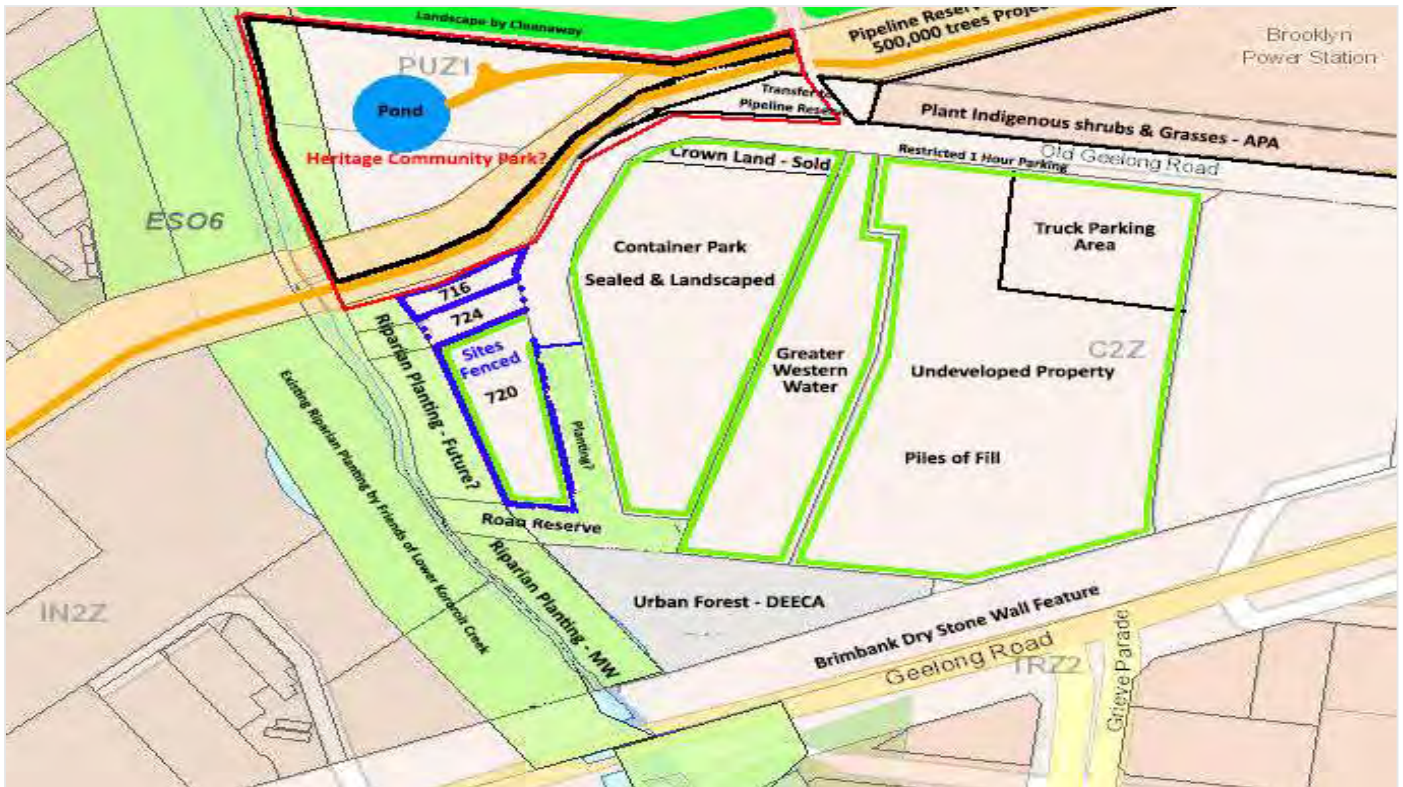 Landscape by Cleanaway
Pipeline Reserve
500,000 trees Project
Brooklyn
Power Station
PUZ1
Pond
Transfer to
Pipeline Reserve
Plant Indigenous shrubs & Grasses - APA
Heritage Community Park?
Crown Land - Sold
Restricted 1 Hour Parking
Old Geelong Road
ESO6
Container Park
Sealed & Landscaped
Truck Parking
Area
716
724
Sites
Fenced
720
Riparian Planting - Future?
Planting?
Greater
Western
Water
C2Z
Undeveloped Property
Piles of Fill
Existing Riparian Planting by Friends of Lower Kororoit Creek
Road Reserve
Riparian Planting - MW
Urban Forest - DEECA
IN2Z
Brimbank Dry Stone Wall Feature
Geelong Road
TRZ2
Grieve Parade